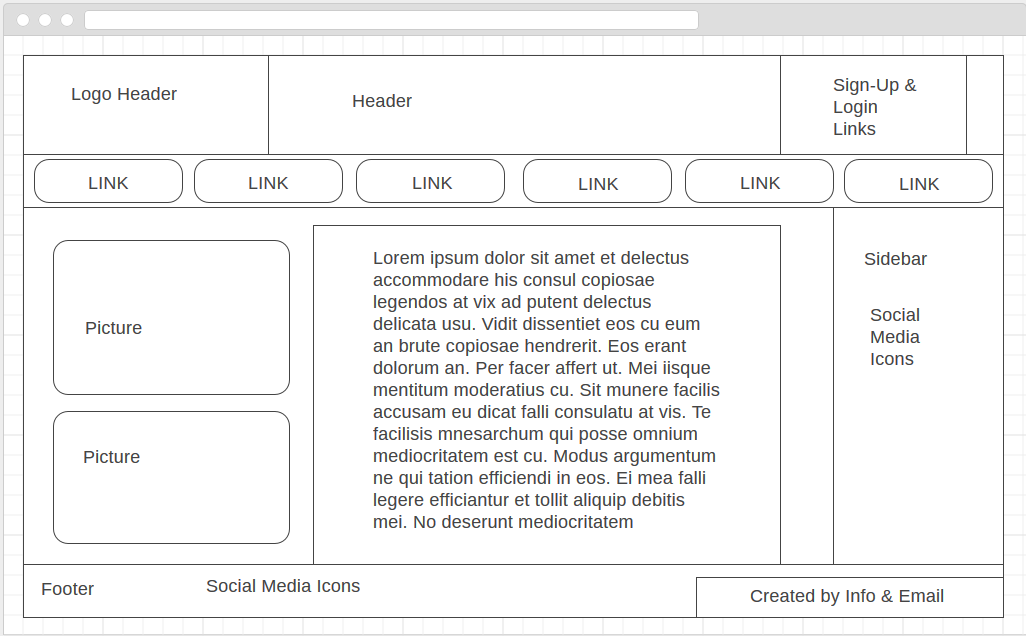 Logo Header
Header
Sign-Up &
Login
Links
LINK
LINK
LINK
LINK
LINK
LINK
Picture
Picture
Lorem ipsum dolor sit amet et delectus
accommodare his consul copiosae
legendos at vix ad putent delectus
delicata usu. Vidit dissentiet eos cu eum
an brute copiosae hendrerit. Eos erant
dolorum an. Per facer affert ut. Mei iisque
mentitum moderatius cu. Sit munere facilis
accusam eu dicat falli consulatu at vis. Te
facilisis mnesarchum qui posse omnium
mediocritatem est cu. Modus argumentum
ne qui tation efficiendi in eos. Ei mea falli
legere efficiantur et tollit aliquip debitis
mei. No deserunt mediocritatem
Sidebar
Social
Media
Icons
Footer
Social Media Icons
Created by Info & Email